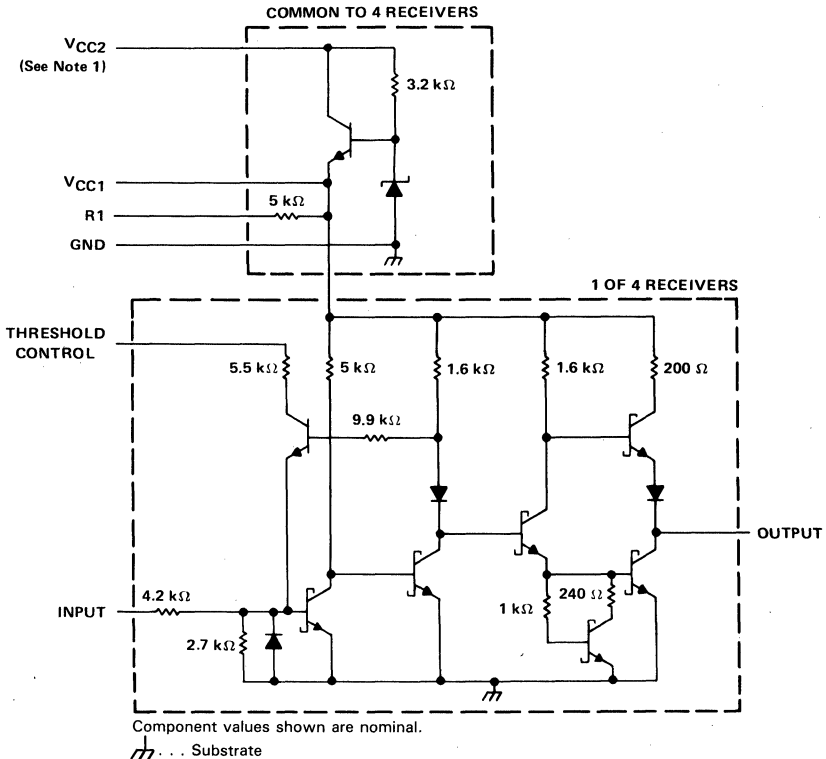 COMMON TO 4 RECEIVERS
VCC2
(See Note 1)
3.2 kΩ
VCC1
5 kΩ
R1
GND
1 OF 4 RECEIVERS
THRESHOLD
CONTROL
5.5 kΩ
5 kΩ
1.6 kΩ
1.6 kΩ
200 Ω
9.9 kΩ
OUTPUT
4.2 kΩ
INPUT
2.7 kΩ
1 kΩ
240 Ω
Component values shown are nominal.
. . . Substrate